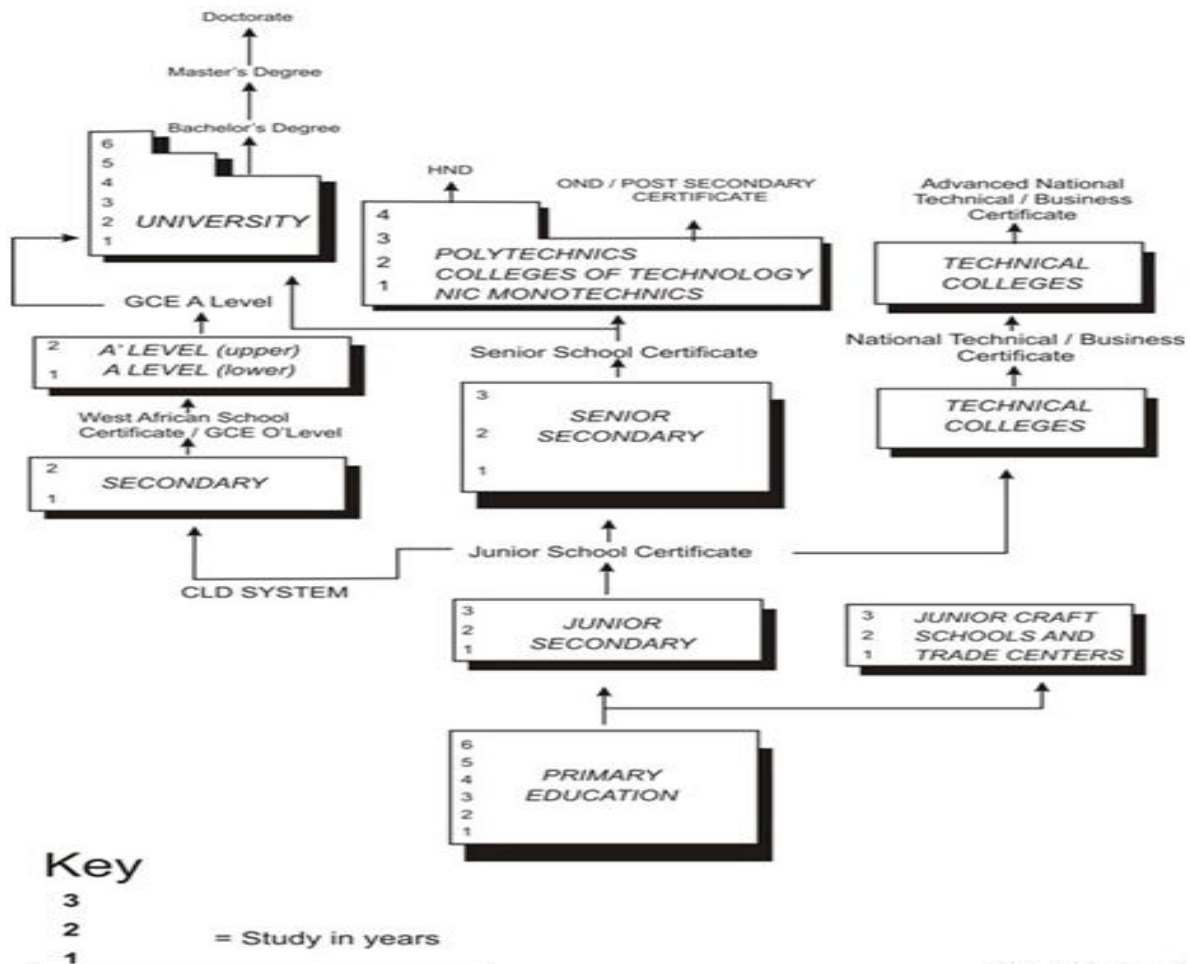 Doctorate
Master's Degree
Bachelor's Degree
6
5
4
3
2
1
UNIVERSITY
HND
OND / POST SECONDARY
CERTIFICATE
4
3
2
1
POLYTECHNICS
COLLEGES OF TECHNOLOGY
NIC MONOTECHNICS
Advanced National
Technical / Business
Certificate
TECHNICAL
COLLEGES
GCE A Level
2
1
A' LEVEL (upper)
A LEVEL (lower)
Senior School Certificate
National Technical / Business
Certificate
West African School
Certificate / GCE O'Level
3
2
1
SENIOR
SECONDARY
TECHNICAL
COLLEGES
2
1
SECONDARY
Junior School Certificate
CLD SYSTEM
3
2
1
JUNIOR
SECONDARY
3
2
1
JUNIOR CRAFT
SCHOOLS AND
TRADE CENTERS
6
5
4
3
2
1
PRIMARY
EDUCATION
Key
3
2
1
= Study in years